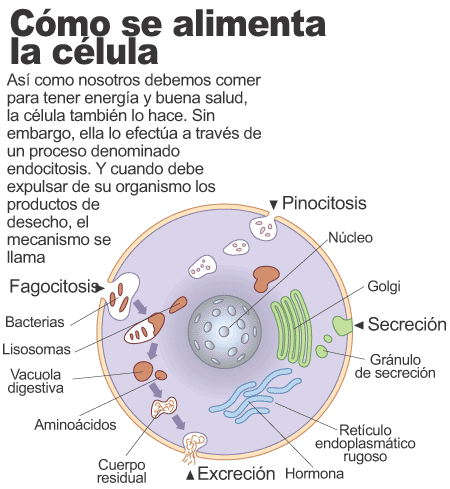 Cómo se alimenta
la célula
Así como nosotros debemos comer
para tener energía y buena salud,
la célula también lo hace. Sin
embargo, ella lo efectúa a través de
un proceso denominado
endocitosis. Y cuando debe
expulsar de su organismo los
productos de
desecho, el
mecanismo se
llama
Pinocitosis
Núcleo
Fagocitosis
Golgi
Bacterias
Secreción
Lisosomas
Gránulo
de secreción
Vacuola
digestiva
Aminoácidos
Retículo
endoplasmático
rugoso
Cuerpo
residual
Excreción
Hormona